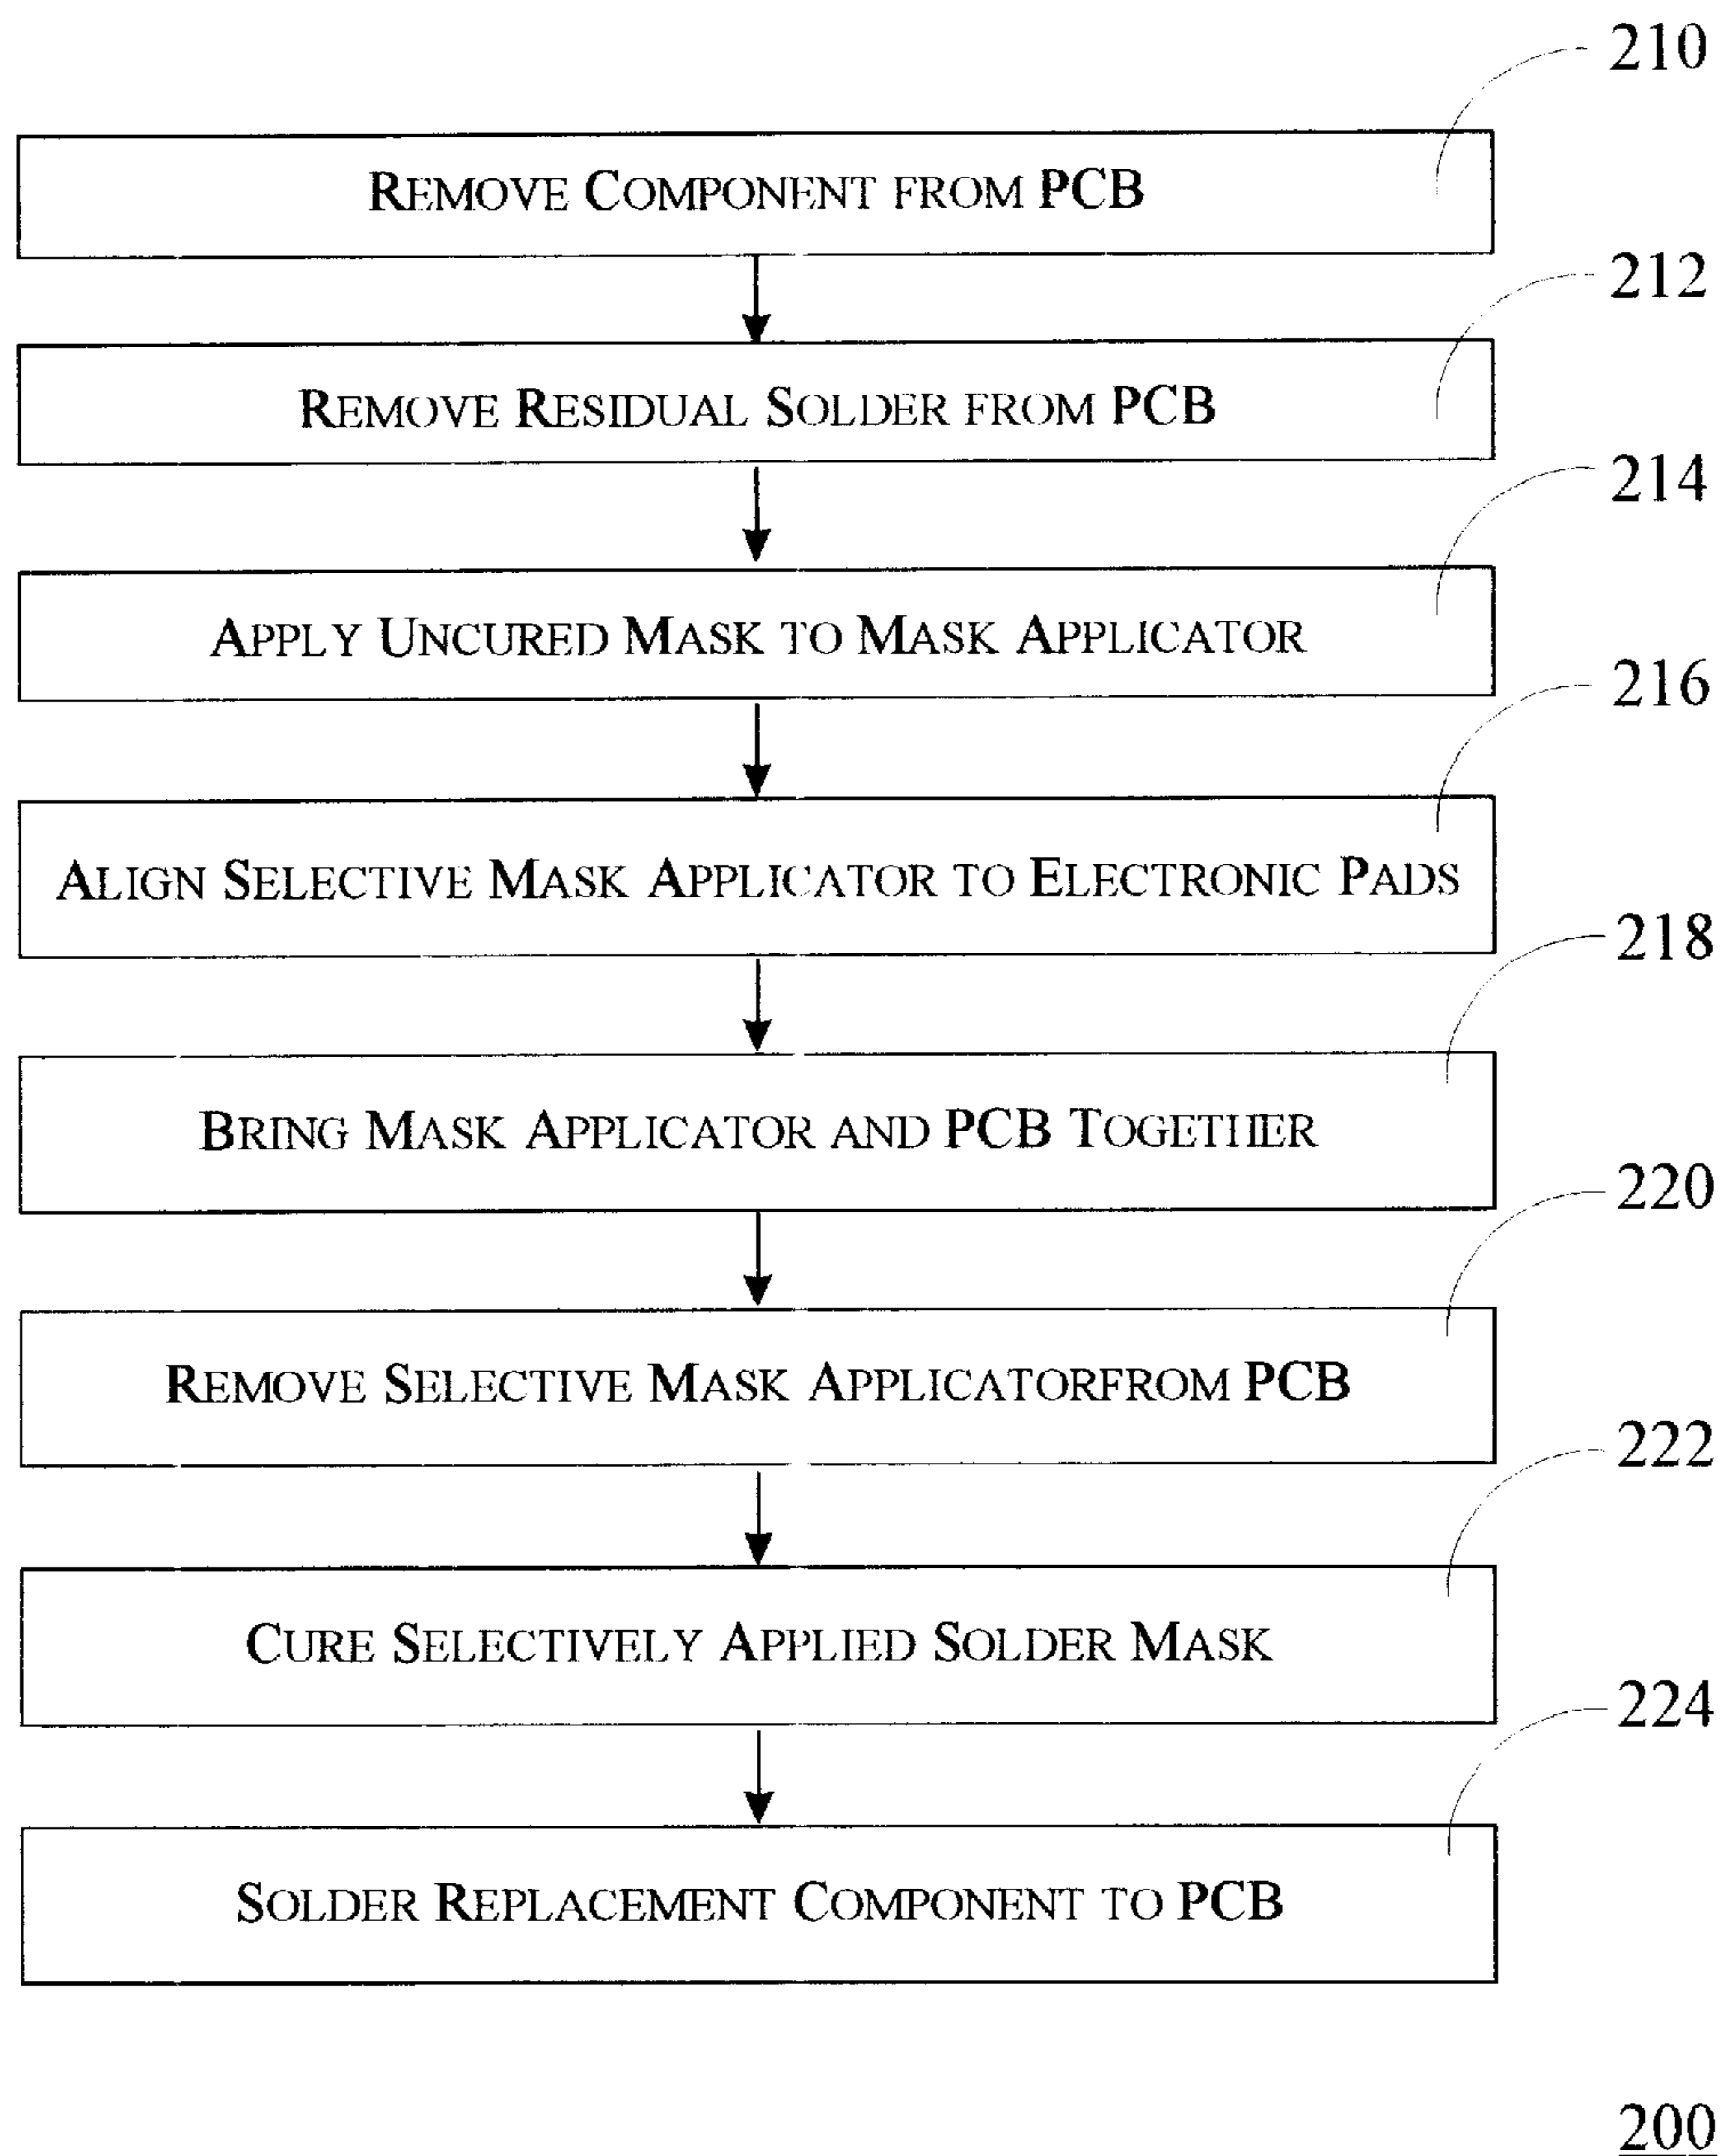 210
REMOVE COMPONENT FROM PCB
212
REMOVE RESIDUAL SOLDER FROM PCB
214
APPLY UNCURED MASK TO MASK APPLICATOR
216
ALIGN SELECTIVE MASK APPLICATOR TO ELECTRONIC PADS
218
BRING MASK APPLICATOR AND PCB TOGETHER
220
REMOVE SELECTIVE MASK APPLICATORFROM PCB
222
CURE SELECTIVELY APPLIED SOLDER MASK
224
SOLDER REPLACEMENT COMPONENT TO PCB
200